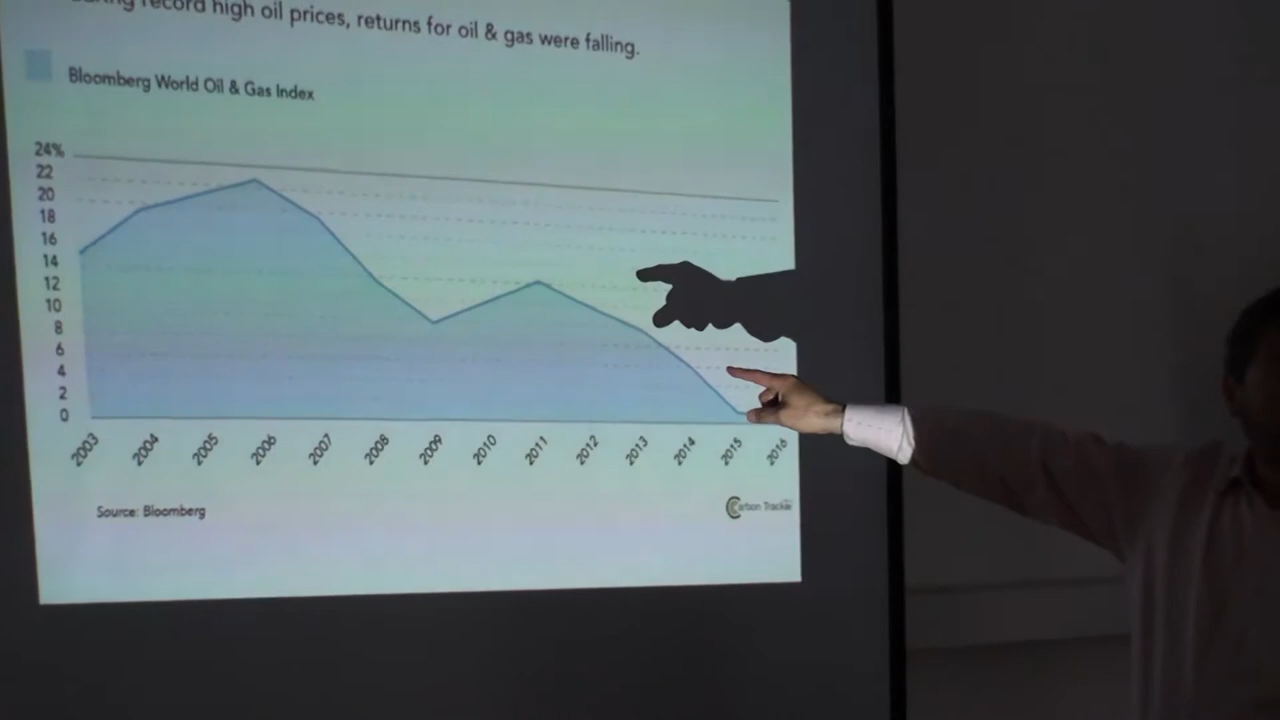 record high oil prices, returns for oil & gas were falling.
Bloomberg World Oil & Gas Index
24%
22
20
18
16
14
12
10
8
6
4
2
0
2003 2004 2005 2006 2007 2008 2009 2010 2011 2012 2013 2014 2015 2016
Source: Bloomberg
Carbon Tracker